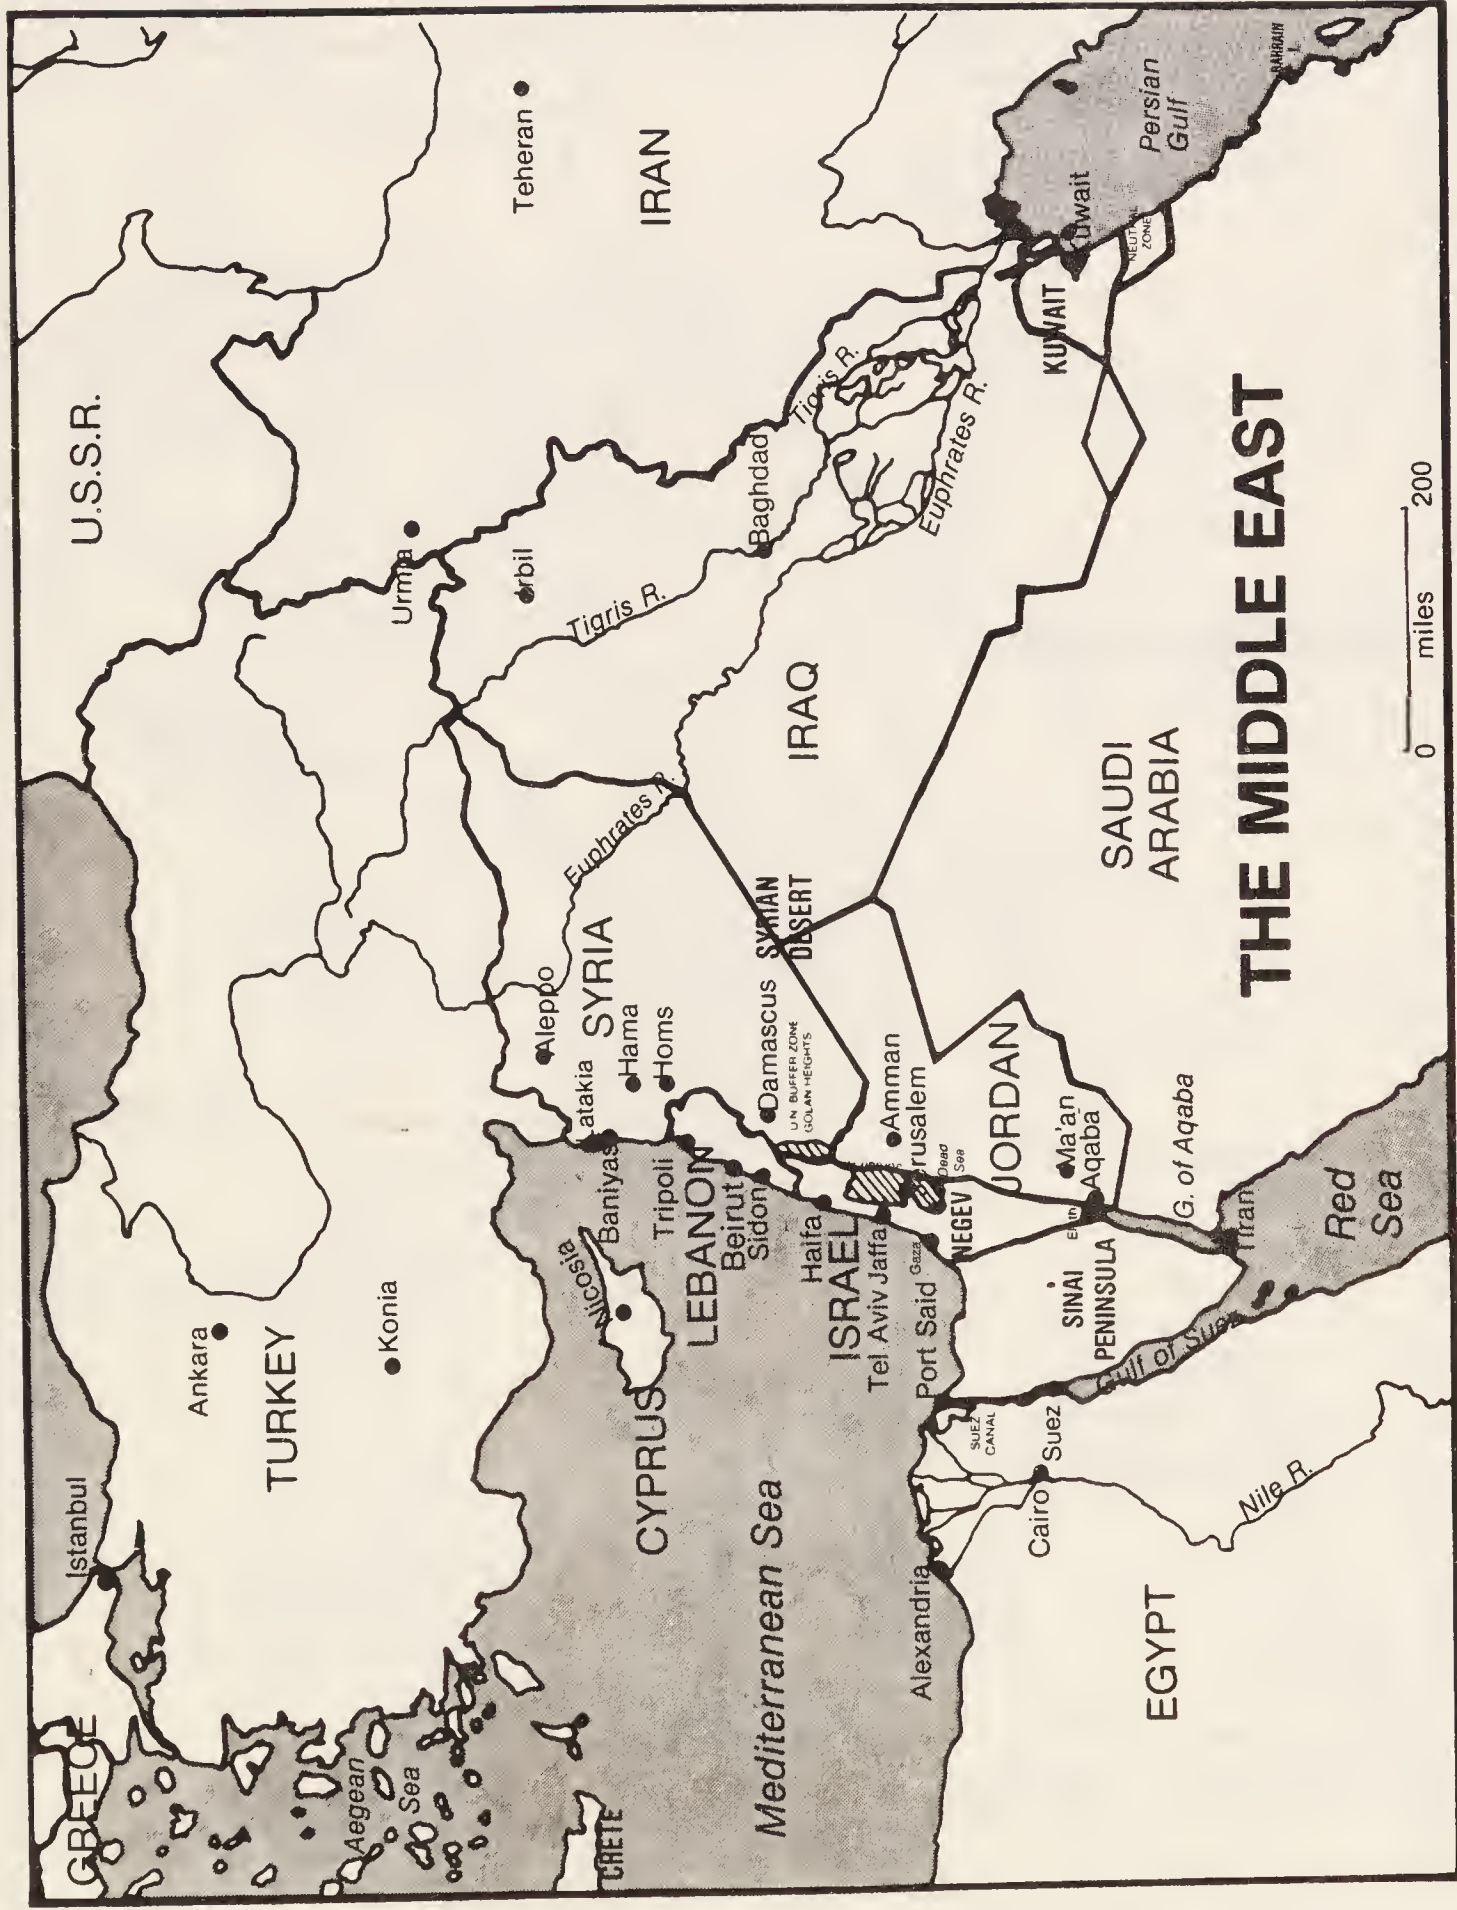 GREECE
Istanbul
U.S.S.R.
Ankara
TURKEY
Konia
Aegean
Sea
CRETE
Urmia
Teheran
IRAN
Arbil
Tigris R.
Aleppo
SYRIA
Euphrates R.
Latakia
Hama
Homs
Baniyas
Nicosia
CYPRUS
Tripoli
LEBANON
Beirut
Sidon
Mediterranean Sea
Damascus
U N BUFFER ZONE
GOLAN HEIGHTS
SYRIAN
DESERT
IRAQ
Baghdad
Tigris R.
Euphrates R.
Haifa
ISRAEL
Tel Aviv Jaffa
Amman
Jerusalem
Dead
Sea
Gaza
NEGEV
JORDAN
Port Said
Alexandria
SUEZ
CANAL
Suez
Cairo
Ma'an
Aqaba
SINAI
PENINSULA
Gulf of Suez
G. of Aqaba
Tiran
Nile R.
EGYPT
Red
Sea
SAUDI
ARABIA
KUWAIT
Kuwait
NEUTRAL
ZONE
Persian
Gulf
BAHRAIN
I.
THE MIDDLE EAST
0 miles 200